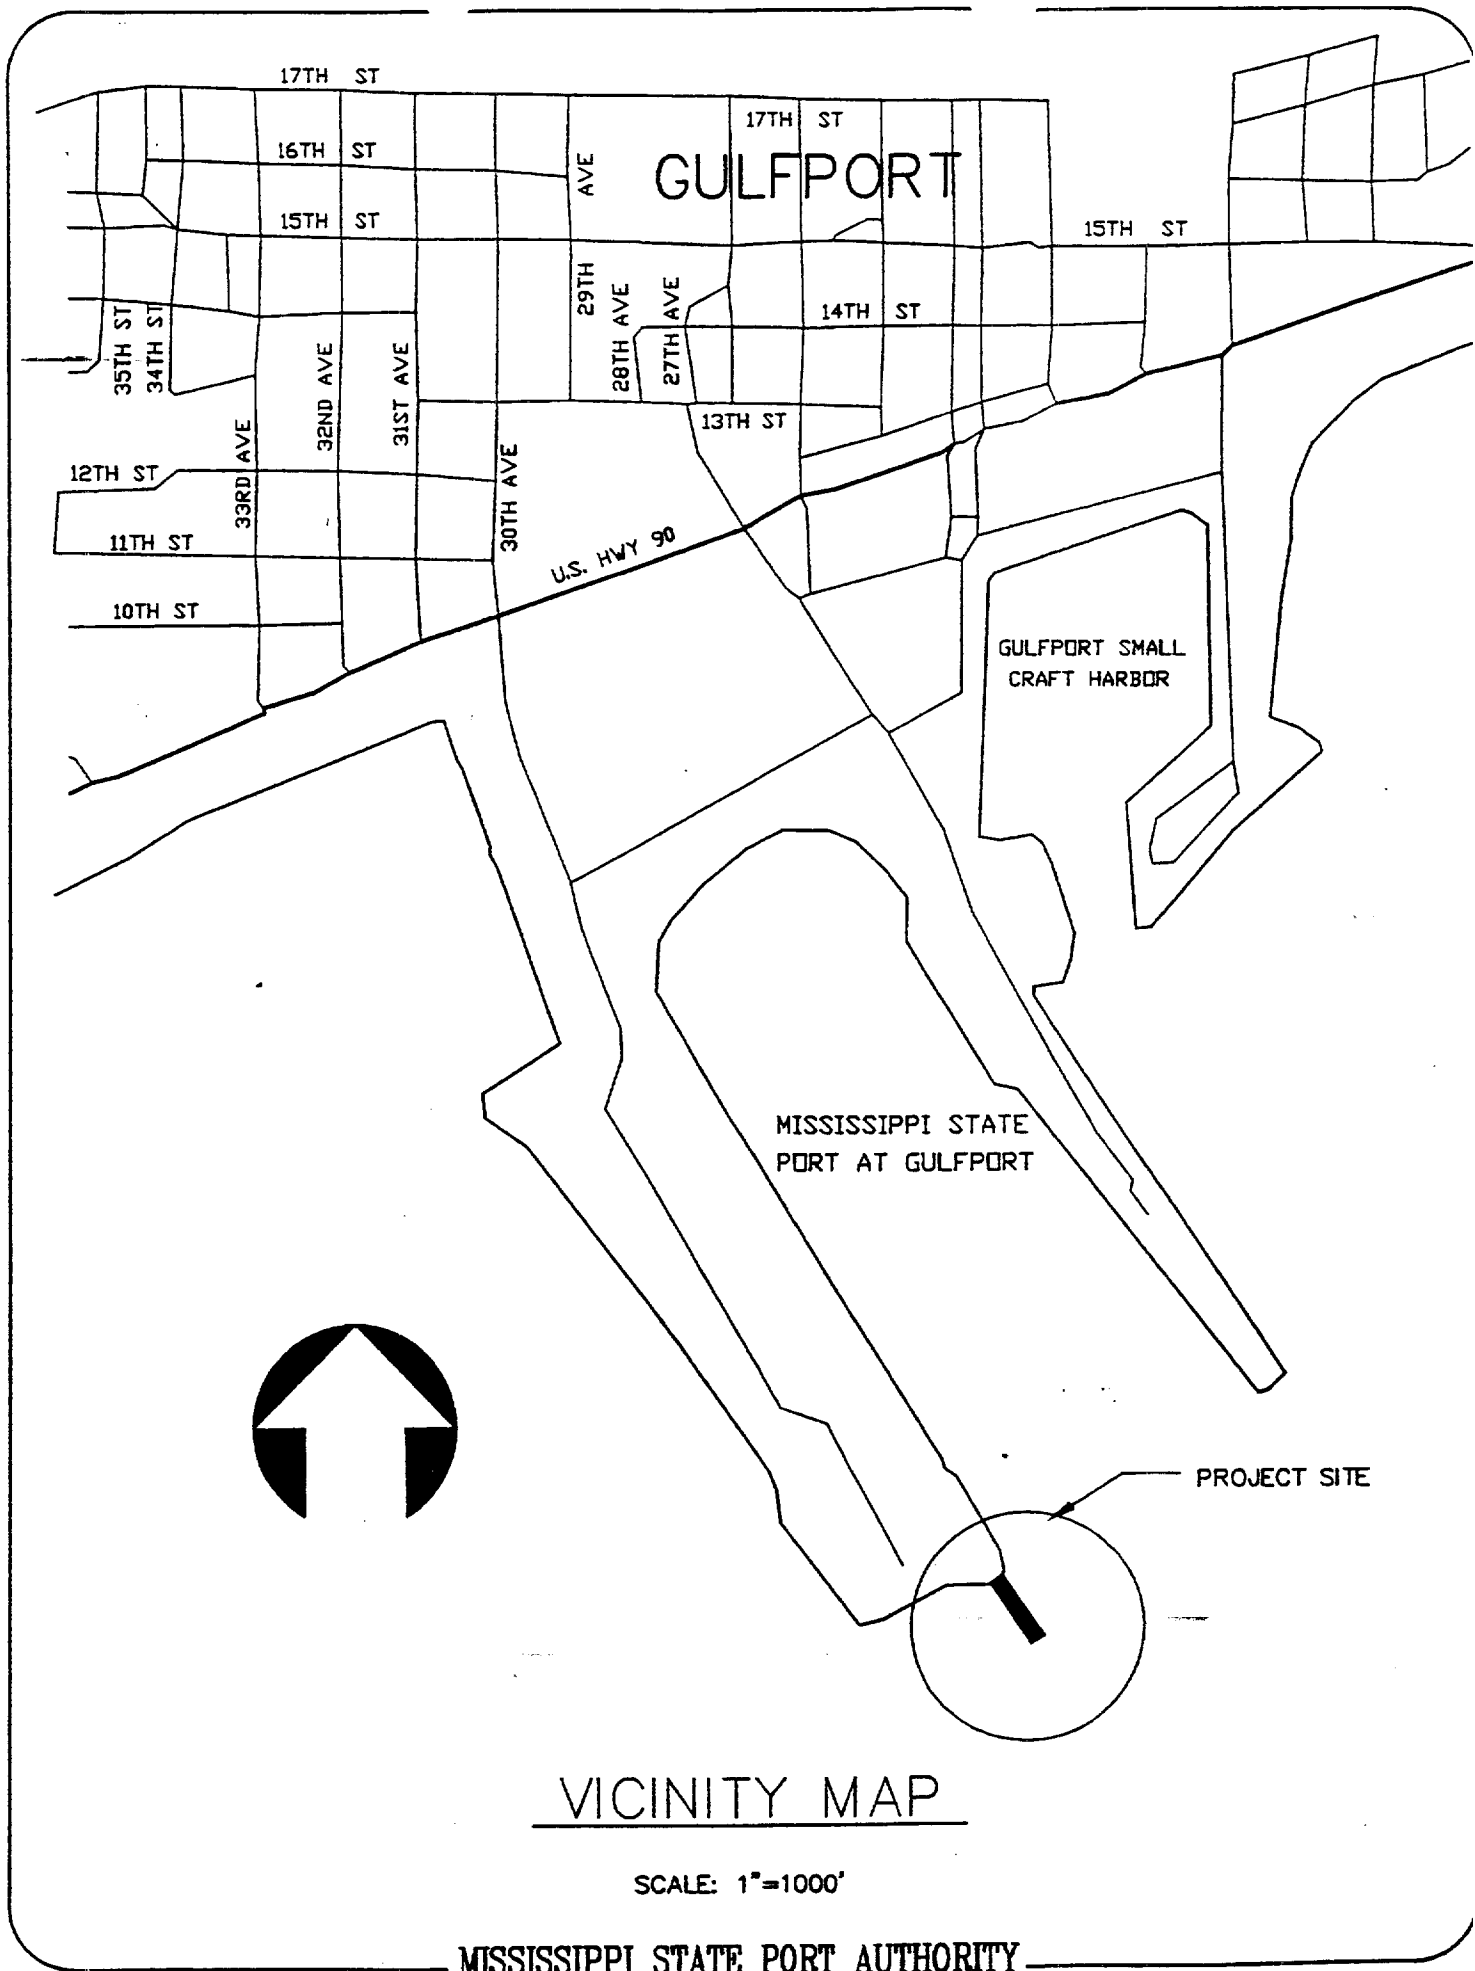 17TH ST
17TH ST
16TH ST
GULFPORT
15TH ST
15TH ST
29TH AVE
28TH AVE
27TH AVE
14TH ST
35TH ST
34TH ST
33RD AVE
32ND AVE
31ST AVE
30TH AVE
13TH ST
12TH ST
11TH ST
U.S. HWY 90
10TH ST
GULFPORT SMALL
CRAFT HARBOR
MISSISSIPPI STATE
PORT AT GULFPORT
PROJECT SITE
VICINITY MAP
SCALE: 1"=1000'
MISSISSIPPI STATE PORT AUTHORITY